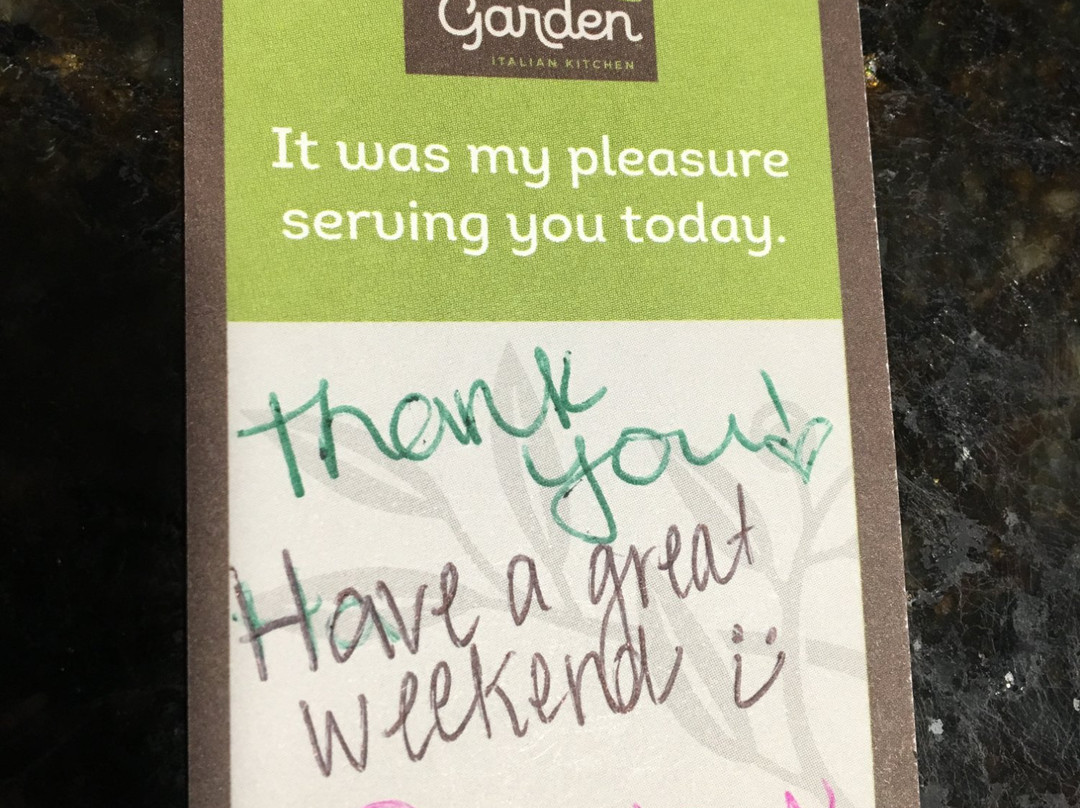 Garden
ITALIAN KITCHEN
It was my pleasure
serving you today.
Thank
you!
Have a great
weekend